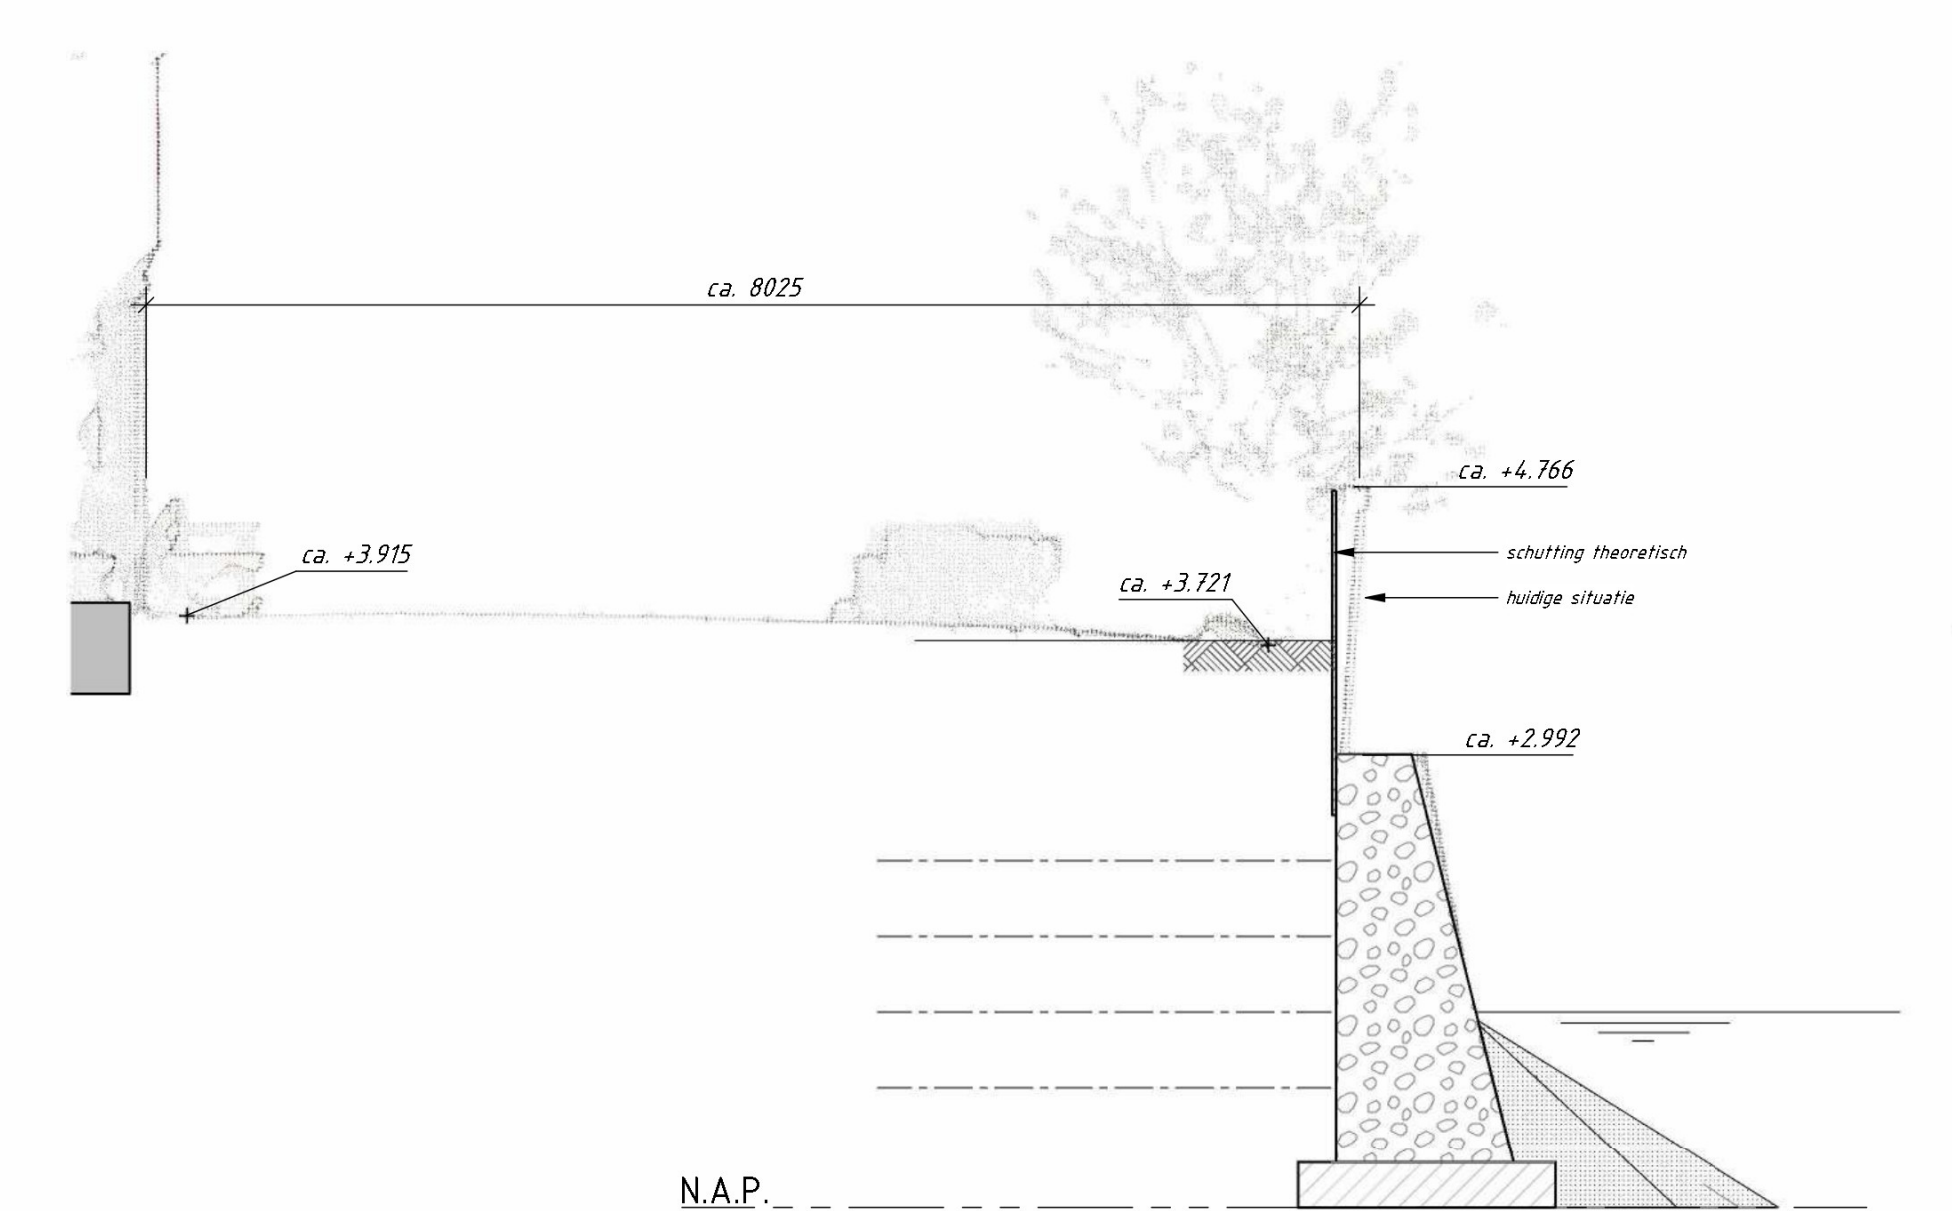 ca. 8025
ca. +4.766
ca. +3.915
schutting theoretisch
ca. +3.721
huidige situatie
ca. +2.992
N.A.P.